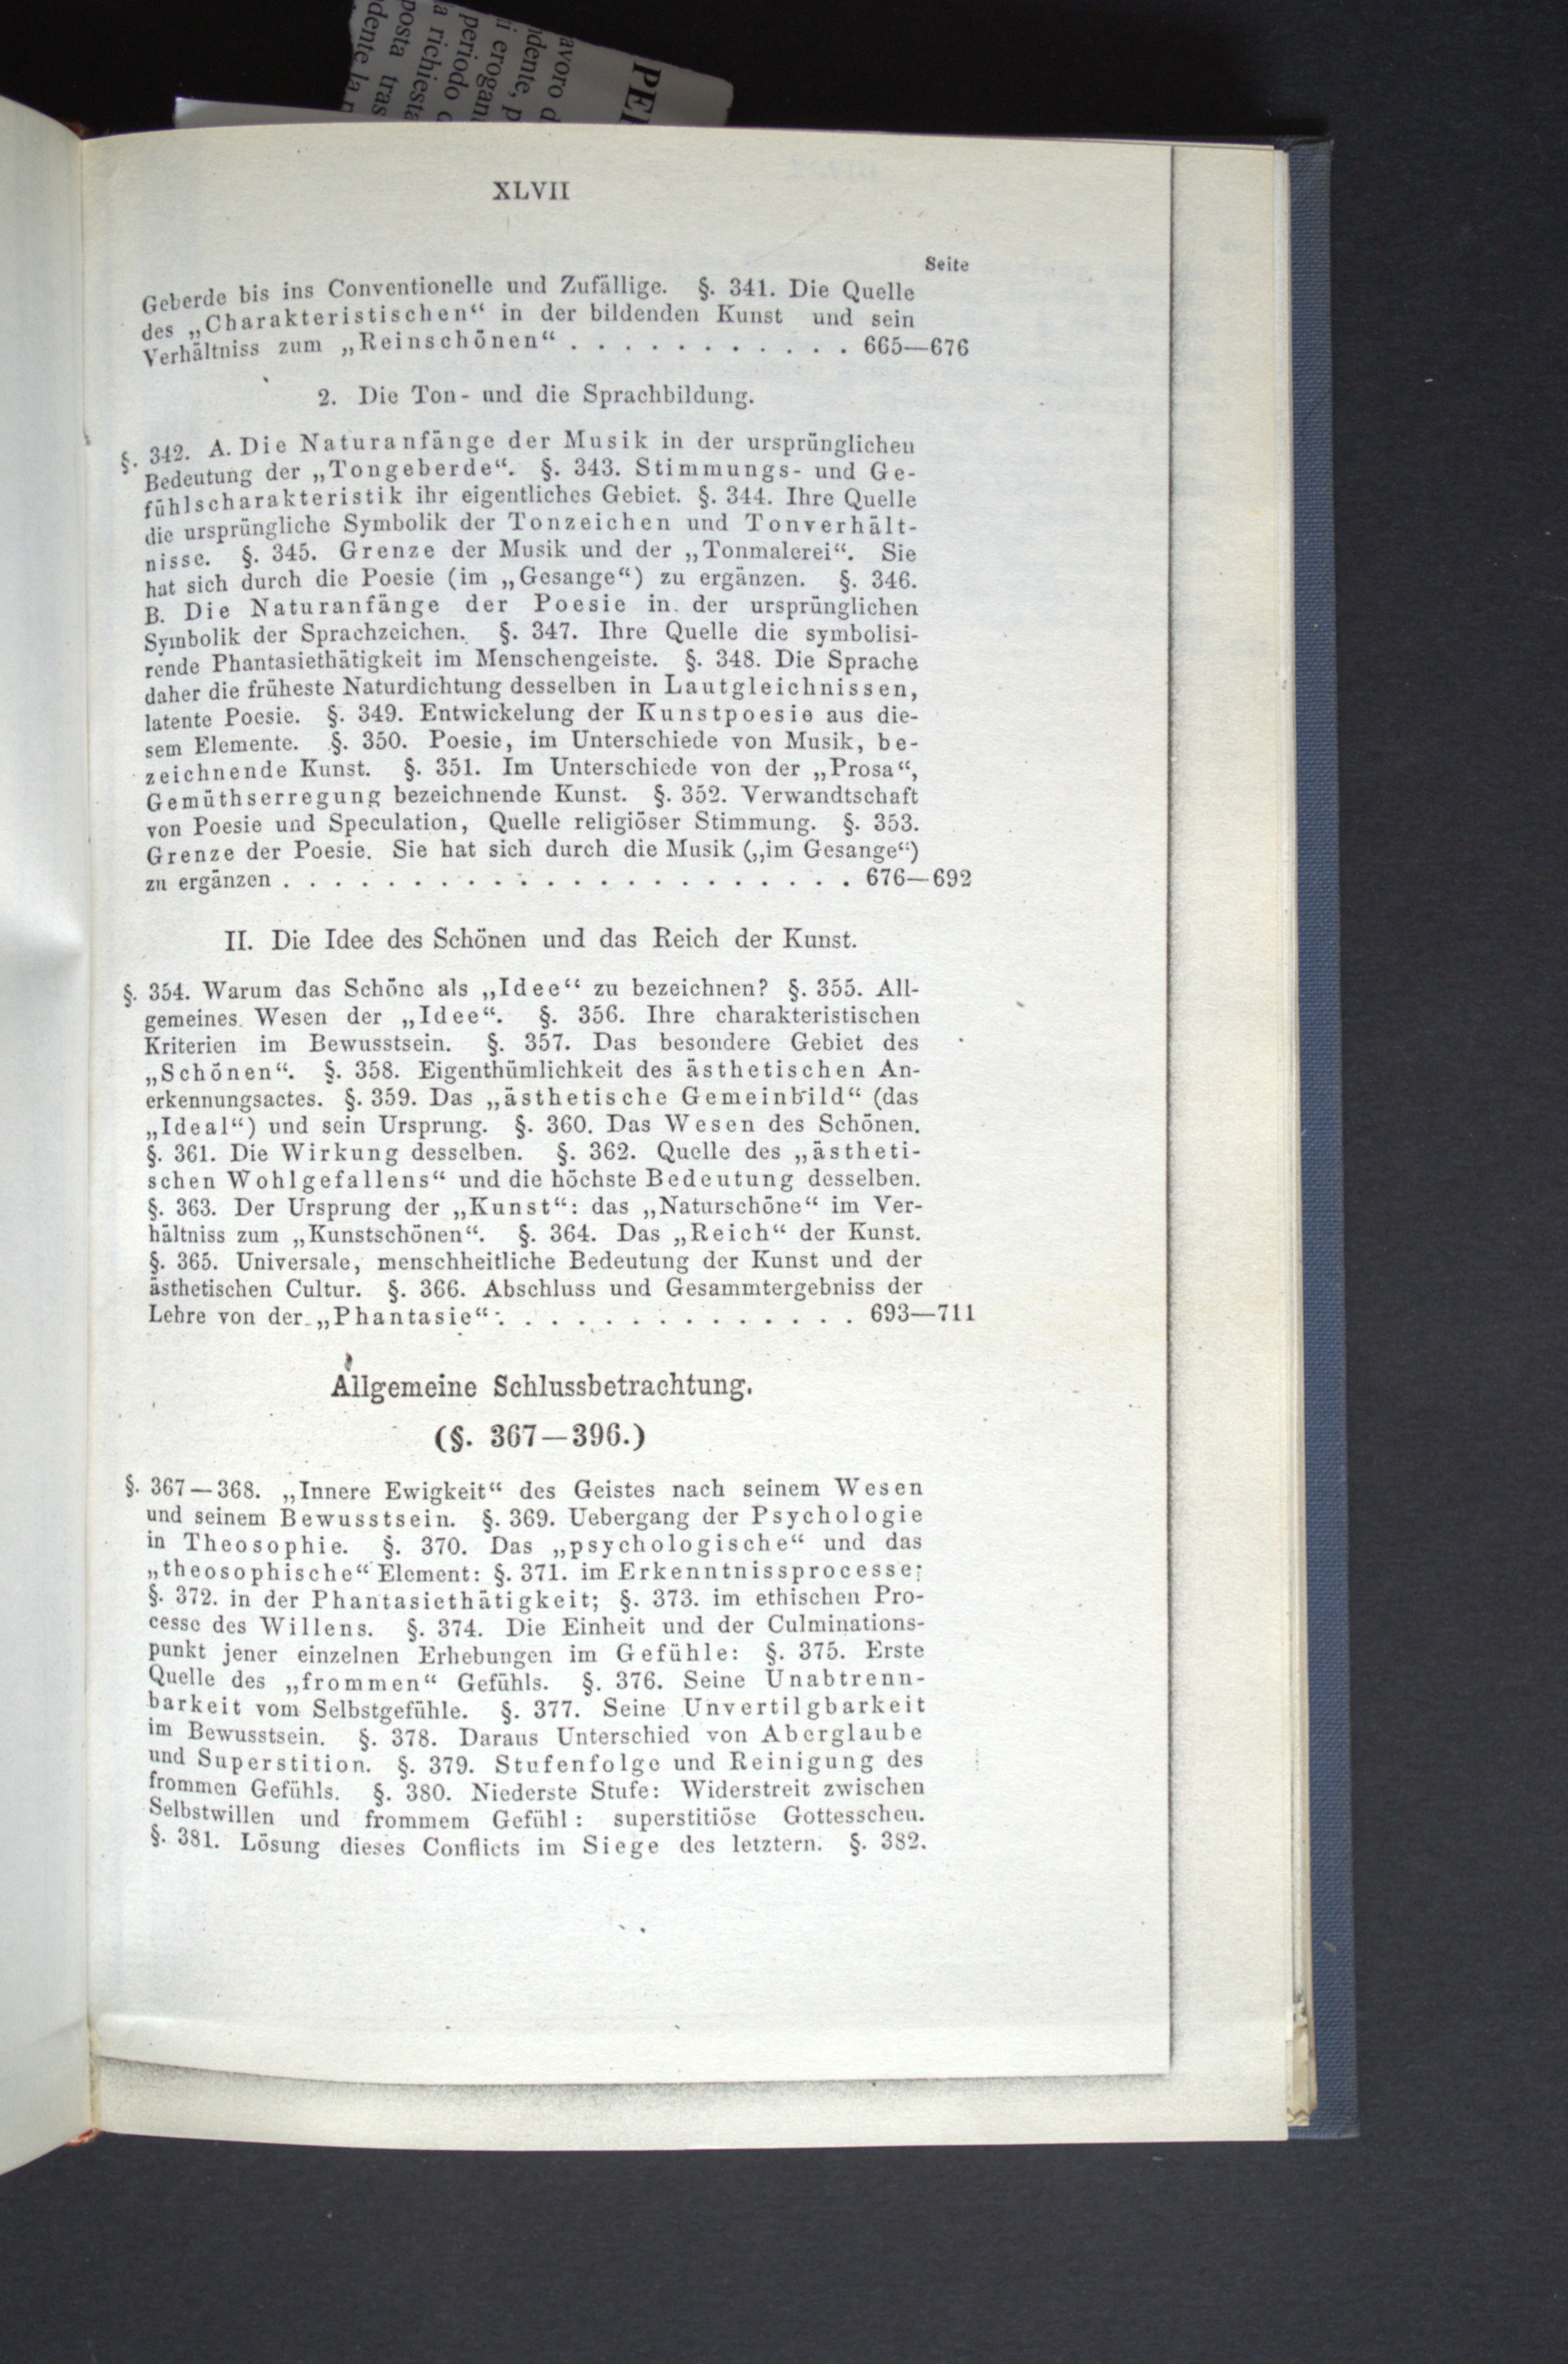 PE
avoro d
idente, p
i erogan
periodo c
a richiesta
posta tras
dente la
XLVII
Seite
Geberde bis ins Conventionelle und Zufällige. §. 341. Die Quelle
des „Charakteristischen“ in der bildenden Kunst und sein
Verhältniss zum „Reinschönen“ . . . . . . . . . . . 665—676
2. Die Ton- und die Sprachbildung.
§. 342. A. Die Naturanfänge der Musik in der ursprünglichen
Bedeutung der „Tongeberde“. §. 343. Stimmungs- und Ge-
fühlscharakteristik ihr eigentliches Gebiet. §. 344. Ihre Quelle
die ursprüngliche Symbolik der Tonzeichen und Tonverhält-
nisse. §. 345. Grenze der Musik und der „Tonmalerei“. Sie
hat sich durch die Poesie (im „Gesange“) zu ergänzen. §. 346.
B. Die Naturanfänge der Poesie in der ursprünglichen
Symbolik der Sprachzeichen. §. 347. Ihre Quelle die symbolisi-
rende Phantasiethätigkeit im Menschengeiste. §. 348. Die Sprache
daher die früheste Naturdichtung desselben in Lautgleichnissen,
latente Poesie. §. 349. Entwickelung der Kunstpoesie aus die-
sem Elemente. §. 350. Poesie, im Unterschiede von Musik, be-
zeichnende Kunst. §. 351. Im Unterschiede von der „Prosa“,
Gemüthserregung bezeichnende Kunst. §. 352. Verwandtschaft
von Poesie und Speculation, Quelle religiöser Stimmung. §. 353.
Grenze der Poesie. Sie hat sich durch die Musik („im Gesange“)
zu ergänzen . . . . . . . . . . . . . . . . . . . . . . 676—692
II. Die Idee des Schönen und das Reich der Kunst.
§. 354. Warum das Schöne als „Idee“ zu bezeichnen? §. 355. All-
gemeines Wesen der „Idee“. §. 356. Ihre charakteristischen
Kriterien im Bewusstsein. §. 357. Das besondere Gebiet des
„Schönen“. §. 358. Eigenthümlichkeit des ästhetischen An-
erkennungsactes. §. 359. Das „ästhetische Gemeinbild“ (das
„Ideal“) und sein Ursprung. §. 360. Das Wesen des Schönen.
§. 361. Die Wirkung desselben. §. 362. Quelle des „ästheti-
schen Wohlgefallens“ und die höchste Bedeutung desselben.
§. 363. Der Ursprung der „Kunst“: das „Naturschöne“ im Ver-
hältniss zum „Kunstschönen“. §. 364. Das „Reich“ der Kunst.
§. 365. Universale, menschheitliche Bedeutung der Kunst und der
ästhetischen Cultur. §. 366. Abschluss und Gesammtergebniss der
Lehre von der „Phantasie“ . . . . . . . . . . . . . . 693—711
Allgemeine Schlussbetrachtung.
(§. 367—396.)
§. 367—368. „Innere Ewigkeit“ des Geistes nach seinem Wesen
und seinem Bewusstsein. §. 369. Uebergang der Psychologie
in Theosophie. §. 370. Das „psychologische“ und das
„theosophische“ Element: §. 371. im Erkenntnissprocesse;
§. 372. in der Phantasiethätigkeit; §. 373. im ethischen Pro-
cesse des Willens. §. 374. Die Einheit und der Culminations-
punkt jener einzelnen Erhebungen im Gefühle: §. 375. Erste
Quelle des „frommen“ Gefühls. §. 376. Seine Unabtrenn-
barkeit vom Selbstgefühle. §. 377. Seine Unvertilgbarkeit
im Bewusstsein. §. 378. Daraus Unterschied von Aberglaube
und Superstition. §. 379. Stufenfolge und Reinigung des
frommen Gefühls. §. 380. Niederste Stufe: Widerstreit zwischen
Selbstwillen und frommem Gefühl: superstitiöse Gottesscheu.
§. 381. Lösung dieses Conflicts im Siege des letztern. §. 382.